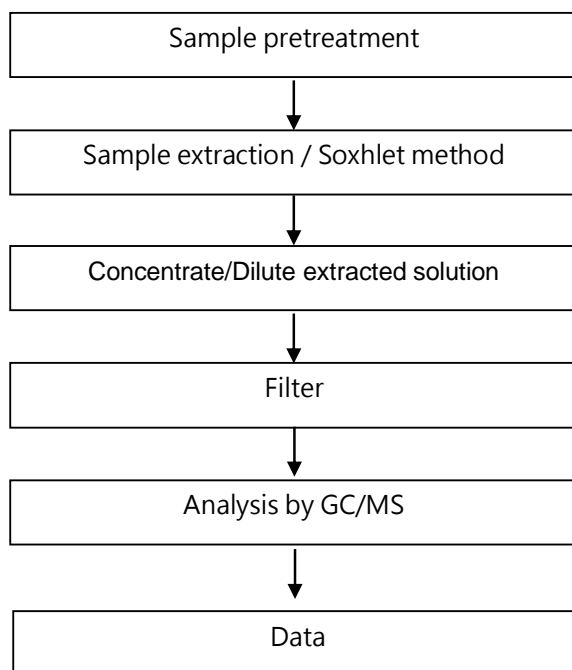 Sample pretreatment
Sample extraction / Soxhlet method
Concentrate/Dilute extracted solution
Filter
Analysis by GC/MS
Data